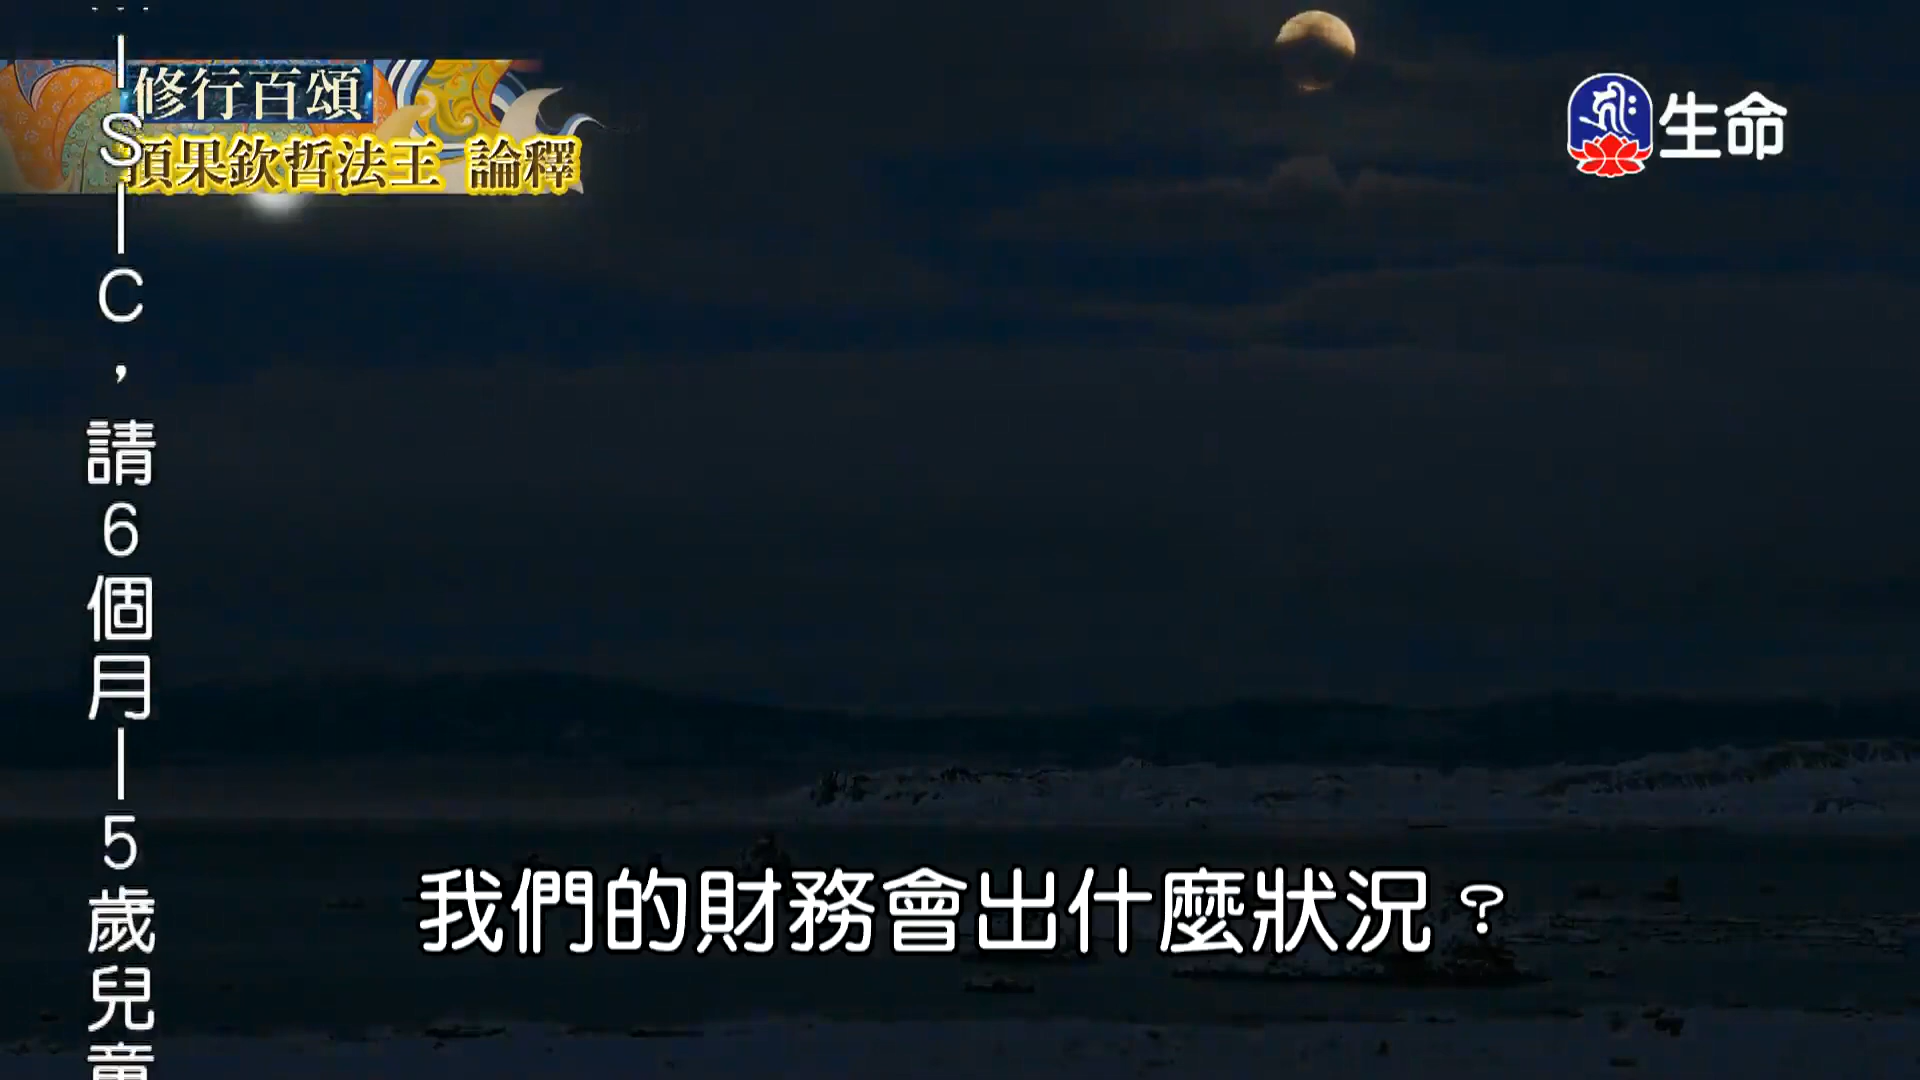 修行百頌
頂果欽哲法王 論釋
生命
—S—C，請6個月—5歲兒童
我們的財務會出什麼狀況？